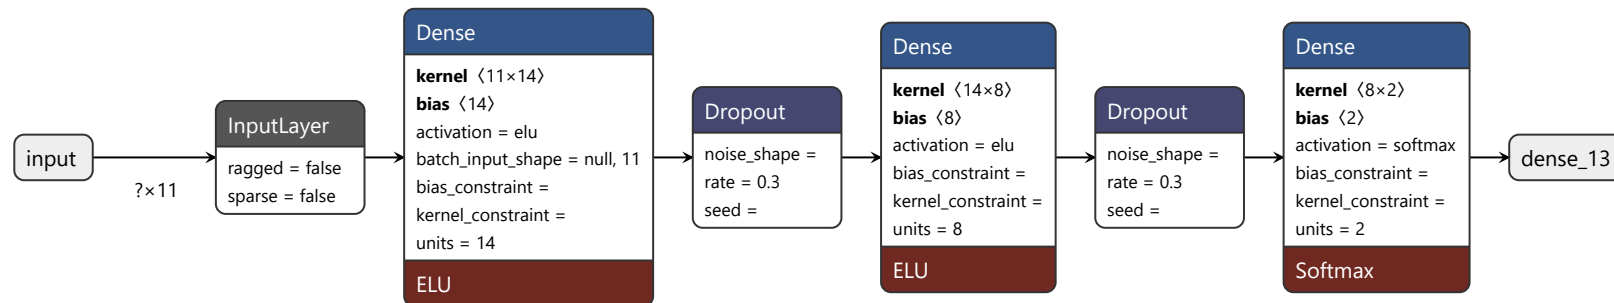 input
?×11
InputLayer
ragged = false
sparse = false
Dense
kernel 〈11×14〉
bias 〈14〉
activation = elu
batch_input_shape = null, 11
bias_constraint =
kernel_constraint =
units = 14
ELU
Dropout
noise_shape =
rate = 0.3
seed =
Dense
kernel 〈14×8〉
bias 〈8〉
activation = elu
bias_constraint =
kernel_constraint =
units = 8
ELU
Dropout
noise_shape =
rate = 0.3
seed =
Dense
kernel 〈8×2〉
bias 〈2〉
activation = softmax
bias_constraint =
kernel_constraint =
units = 2
Softmax
dense_13